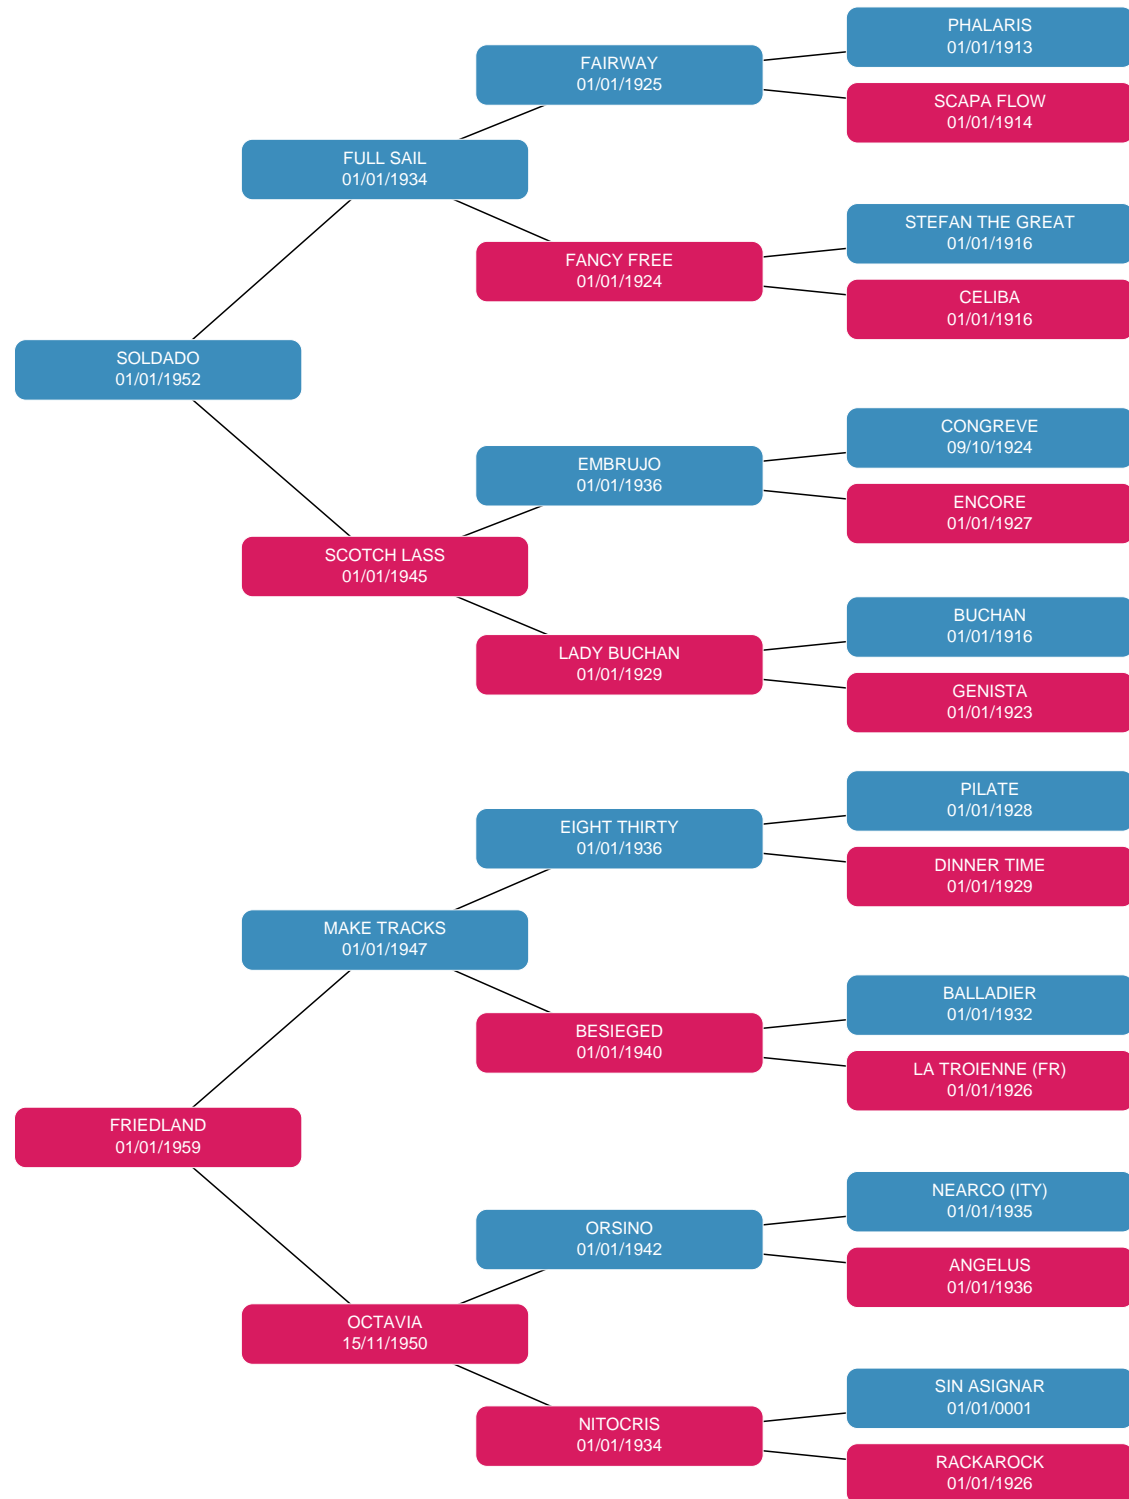 PHALARIS
01/01/1913
FAIRWAY
01/01/1925
SCAPA FLOW
01/01/1914
FULL SAIL
01/01/1934
STEFAN THE GREAT
01/01/1916
FANCY FREE
01/01/1924
CELIBA
01/01/1916
SOLDADO
01/01/1952
CONGREVE
09/10/1924
EMBRUJO
01/01/1936
ENCORE
01/01/1927
SCOTCH LASS
01/01/1945
BUCHAN
01/01/1916
LADY BUCHAN
01/01/1929
GENISTA
01/01/1923
PILATE
01/01/1928
EIGHT THIRTY
01/01/1936
DINNER TIME
01/01/1929
MAKE TRACKS
01/01/1947
BALLADIER
01/01/1932
BESIEGED
01/01/1940
LA TROIENNE (FR)
01/01/1926
FRIEDLAND
01/01/1959
NEARCO (ITY)
01/01/1935
ORSINO
01/01/1942
ANGELUS
01/01/1936
OCTAVIA
15/11/1950
SIN ASIGNAR
01/01/0001
NITOCRIS
01/01/1934
RACKAROCK
01/01/1926